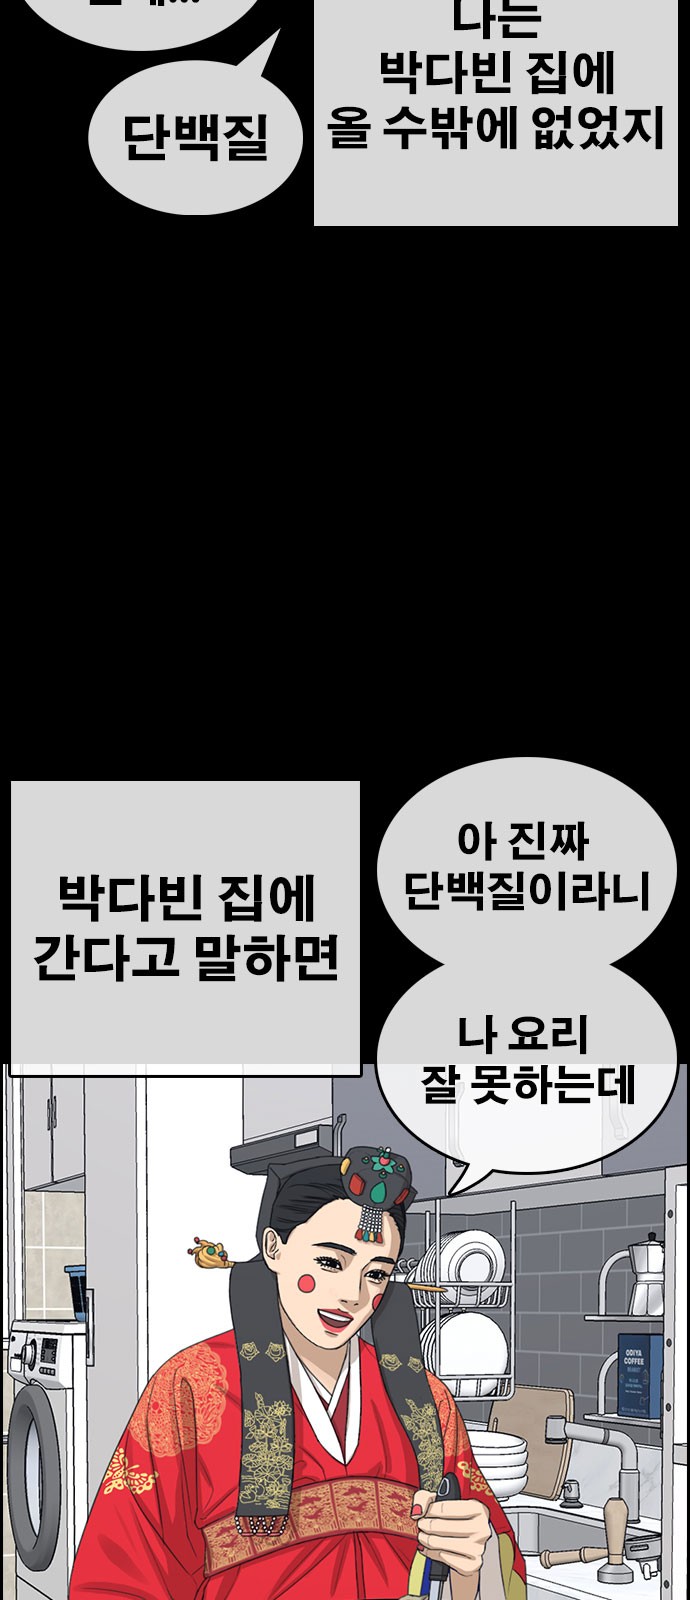 나는
박다빈 집에
올 수밖에 없었지
단백질
박다빈 집에
간다고 말하면
아 진짜
단백질이라니
나 요리
잘 못하는데
ODIYA
COFFEE